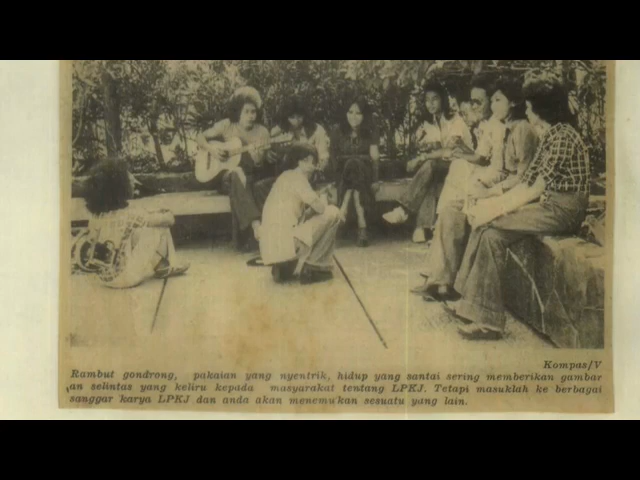 Kompas/V
Rambut gondrong, pakaian yang nyentrik, hidup yang santai sering memberikan gambar
an selintas yang keliru kepada masyarakat tentang LPKJ. Tetapi masuklah ke berbagai
sanggar karya LPKJ dan anda akan menemukan sesuatu yang lain.